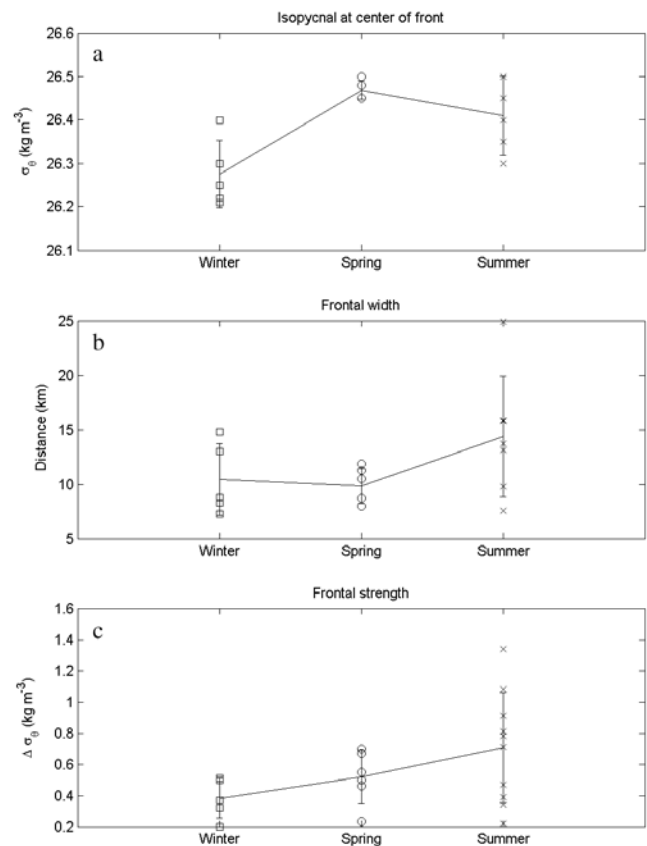 Isopycnal at center of front
a
26.6
26.5
26.4
26.3
26.2
26.1
σθ (kg m-3)
Winter Spring Summer
Frontal width
b
25
20
15
10
5
Distance (km)
Winter Spring Summer
Frontal strength
c
1.6
1.4
1.2
1
0.8
0.6
0.4
0.2
Δ σθ (kg m-3)
Winter Spring Summer